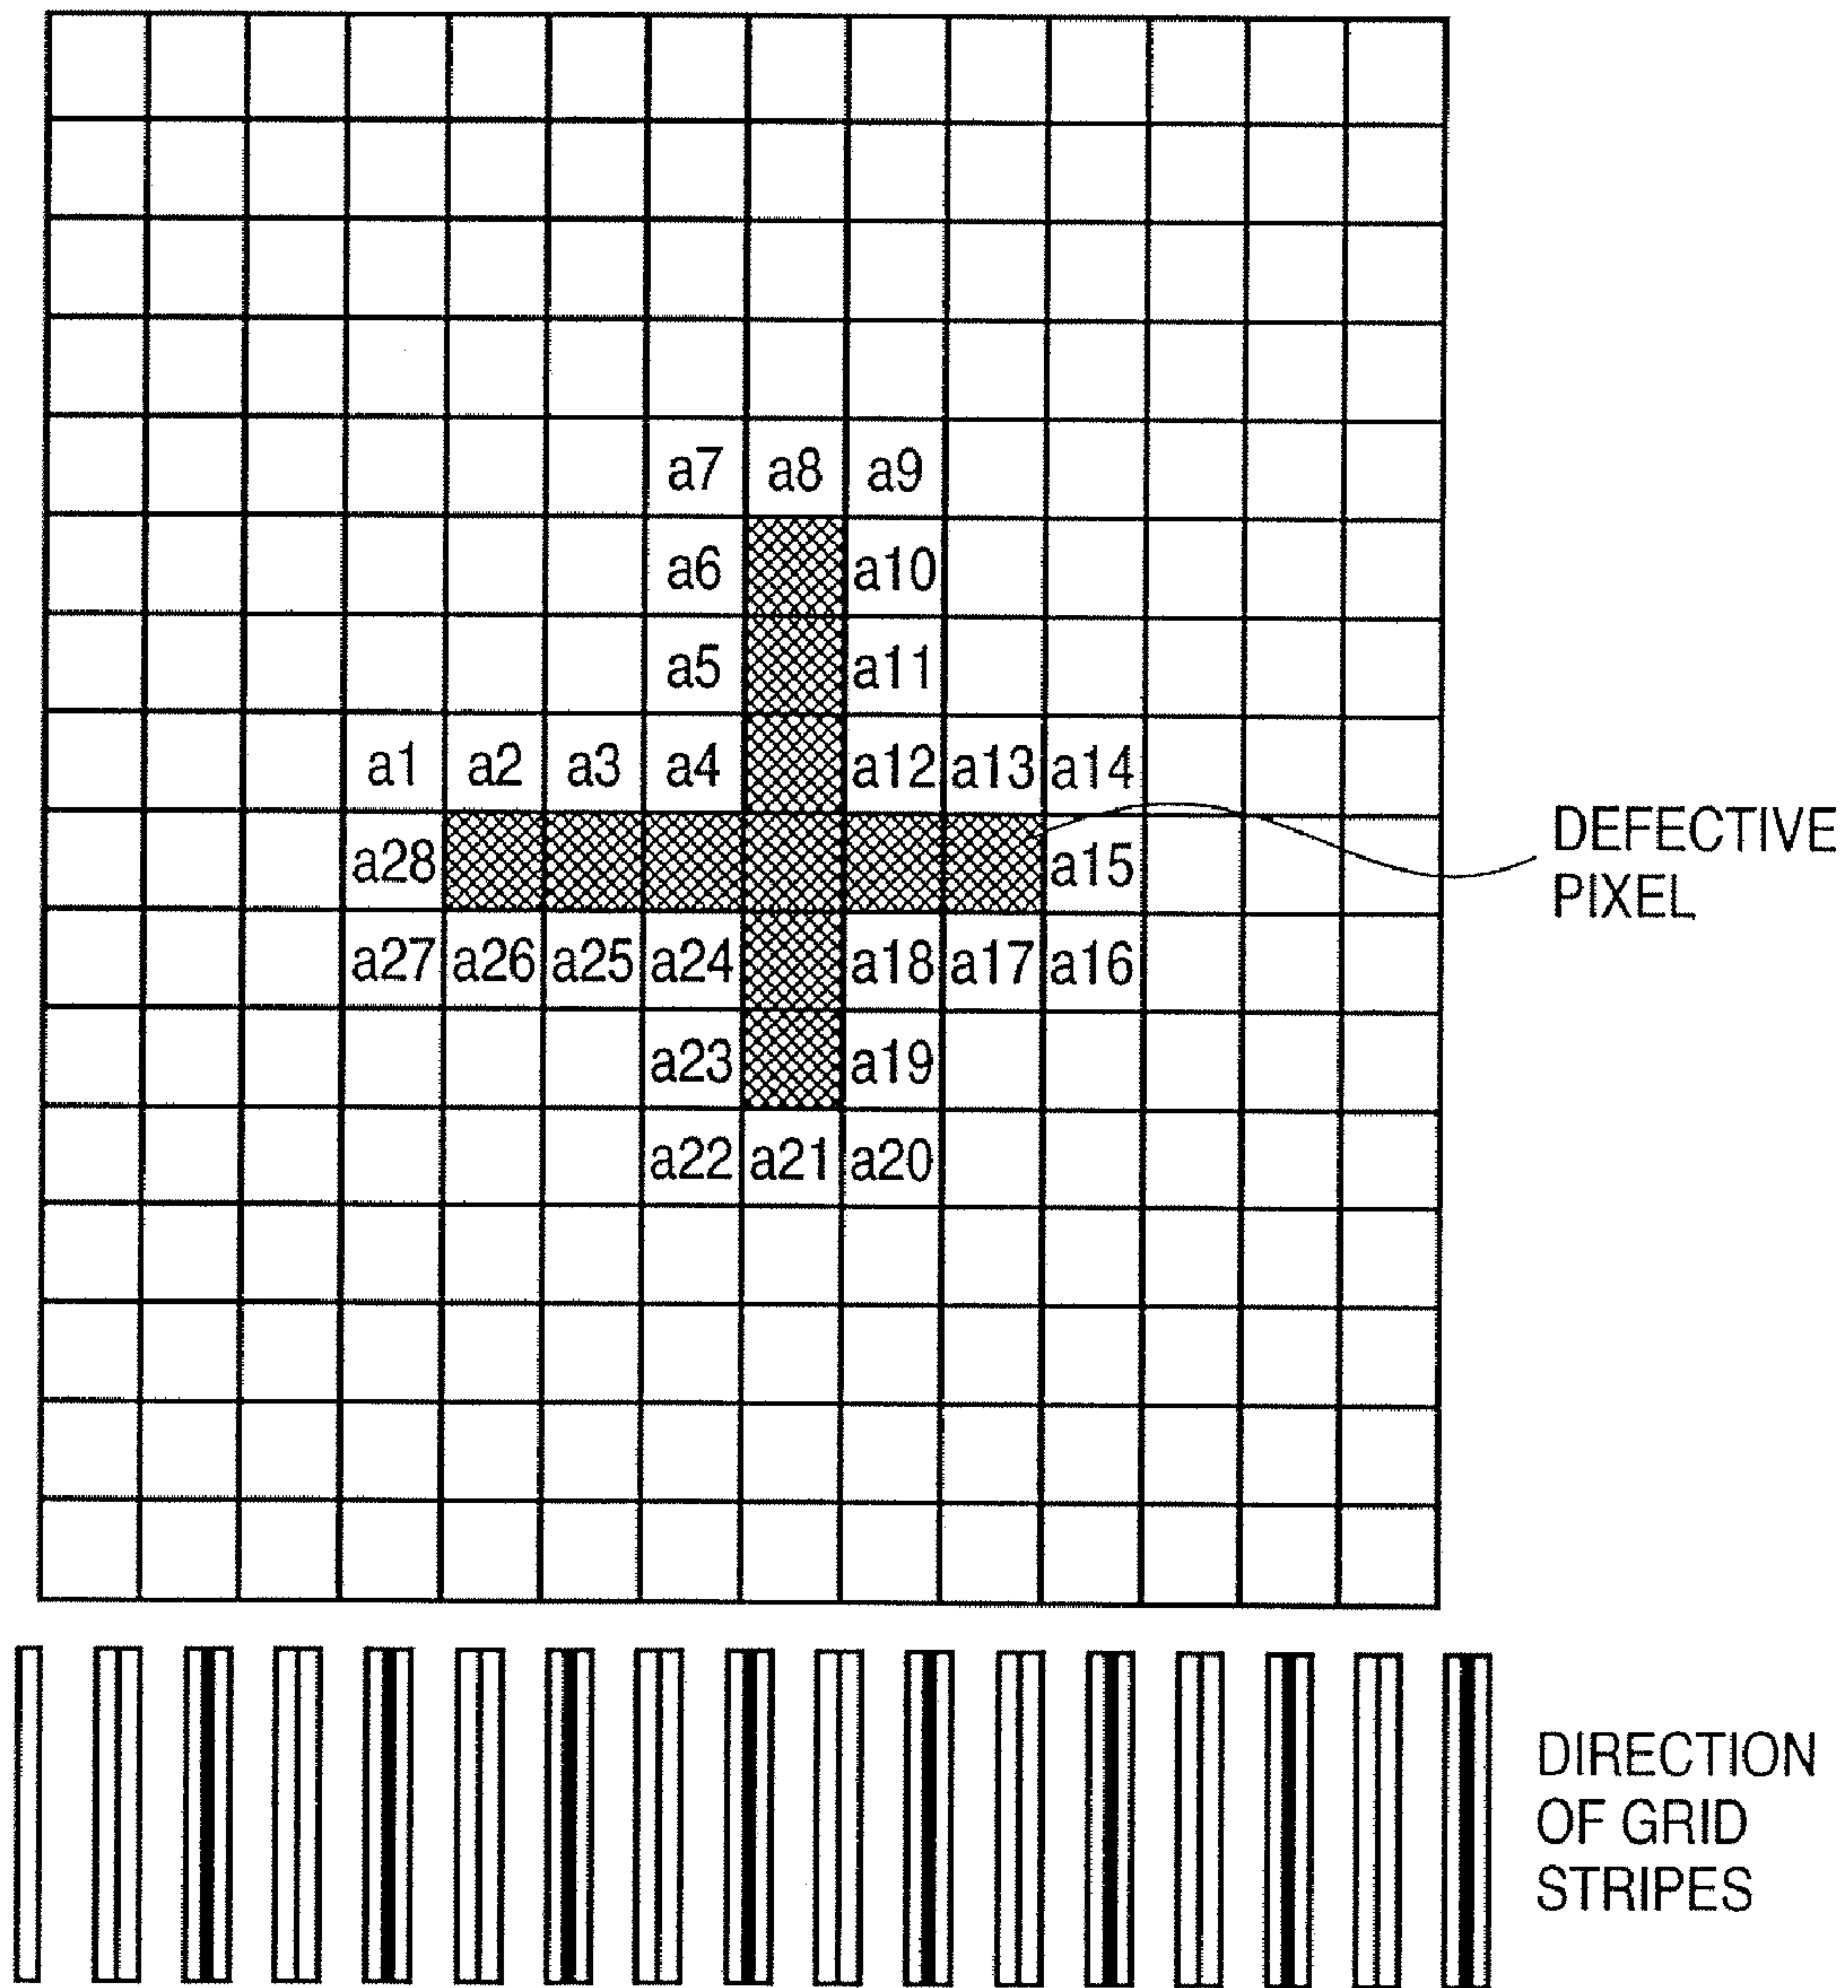 a7 a8 a9
a6 a10
a5 a11
a1 a2 a3 a4 a12 a13 a14
a28 a15
a27 a26 a25 a24 a18 a17 a16
a23 a19
a22 a21 a20
DEFECTIVE
PIXEL
DIRECTION
OF GRID
STRIPES